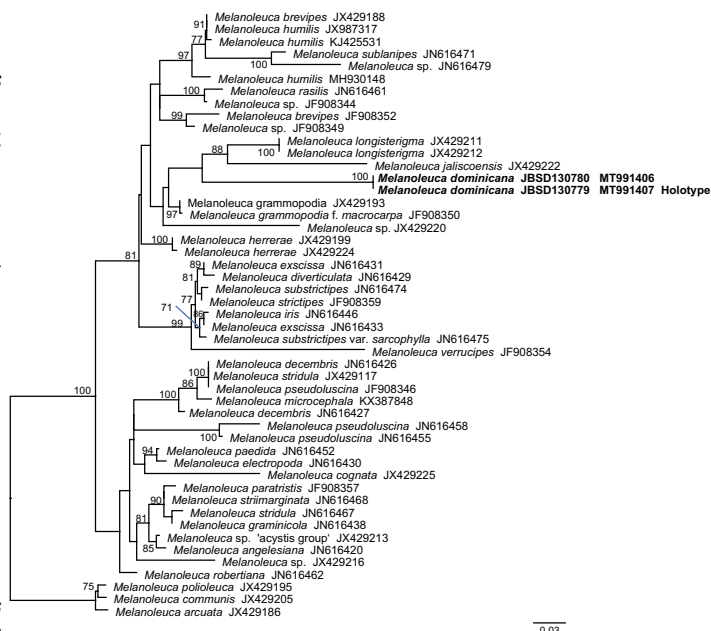 Melanoleuca brevipes JX429188
91
Melanoleuca humilis JX987317
77
Melanoleuca humilis KJ425531
97
Melanoleuca sublanipes JN616471
100
Melanoleuca sp. JN616479
Melanoleuca humilis MH930148
100
Melanoleuca rasilis JN616461
Melanoleuca sp. JF908344
99
Melanoleuca brevipes JF908352
Melanoleuca sp. JF908349
88
Melanoleuca longisterigma JX429211
100
Melanoleuca longisterigma JX429212
Melanoleuca jaliscoensis JX429222
100
Melanoleuca dominicana JBSD130780 MT991406
Melanoleuca dominicana JBSD130779 MT991407 Holotype
Melanoleuca grammopodia JX429193
97
Melanoleuca grammopodia f. macrocarpa JF908350
Melanoleuca sp. JX429220
100
Melanoleuca herrerae JX429199
Melanoleuca herrerae JX429224
81
89
Melanoleuca exscissa JN616431
81
Melanoleuca diverticulata JN616429
Melanoleuca substrictipes JN616474
77
Melanoleuca strictipes JF908359
71
86
Melanoleuca iris JN616446
99
Melanoleuca exscissa JN616433
Melanoleuca substrictipes var. sarcophylla JN616475
Melanoleuca verrucipes JF908354
Melanoleuca decembris JN616426
100
Melanoleuca stridula JX429117
86
Melanoleuca pseudoluscina JF908346
100
100
Melanoleuca microcephala KX387848
Melanoleuca decembris JN616427
Melanoleuca pseudoluscina JN616458
100
Melanoleuca pseudoluscina JN616455
94
Melanoleuca paedida JN616452
Melanoleuca electropoda JN616430
Melanoleuca cognata JX429225
Melanoleuca paratristis JF908357
90
Melanoleuca striimarginata JN616468
Melanoleuca stridula JN616467
81
Melanoleuca graminicola JN616438
Melanoleuca sp. 'acystis group' JX429213
85
Melanoleuca angelesiana JN616420
Melanoleuca sp. JX429216
Melanoleuca robertiana JN616462
75
Melanoleuca polioleuca JX429195
Melanoleuca communis JX429205
Melanoleuca arcuata JX429186
0.03